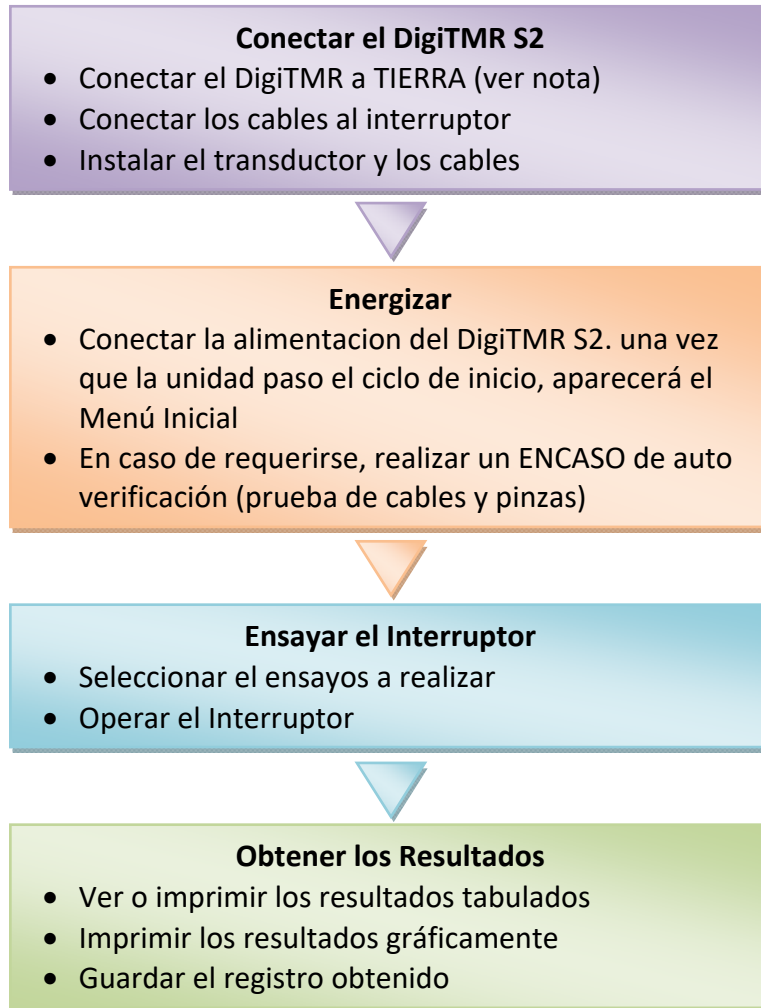 Conectar el DigiTMR S2
• Conectar el DigiTMR a TIERRA (ver nota)
• Conectar los cables al interruptor
• Instalar el transductor y los cables
Energizar
• Conectar la alimentacion del DigiTMR S2. una vez
que la unidad paso el ciclo de inicio, aparecerá el
Menú Inicial
• En caso de requerirse, realizar un ENCASO de auto
verificación (prueba de cables y pinzas)
Ensayar el Interruptor
• Seleccionar el ensayos a realizar
• Operar el Interruptor
Obtener los Resultados
• Ver o imprimir los resultados tabulados
• Imprimir los resultados gráficamente
• Guardar el registro obtenido